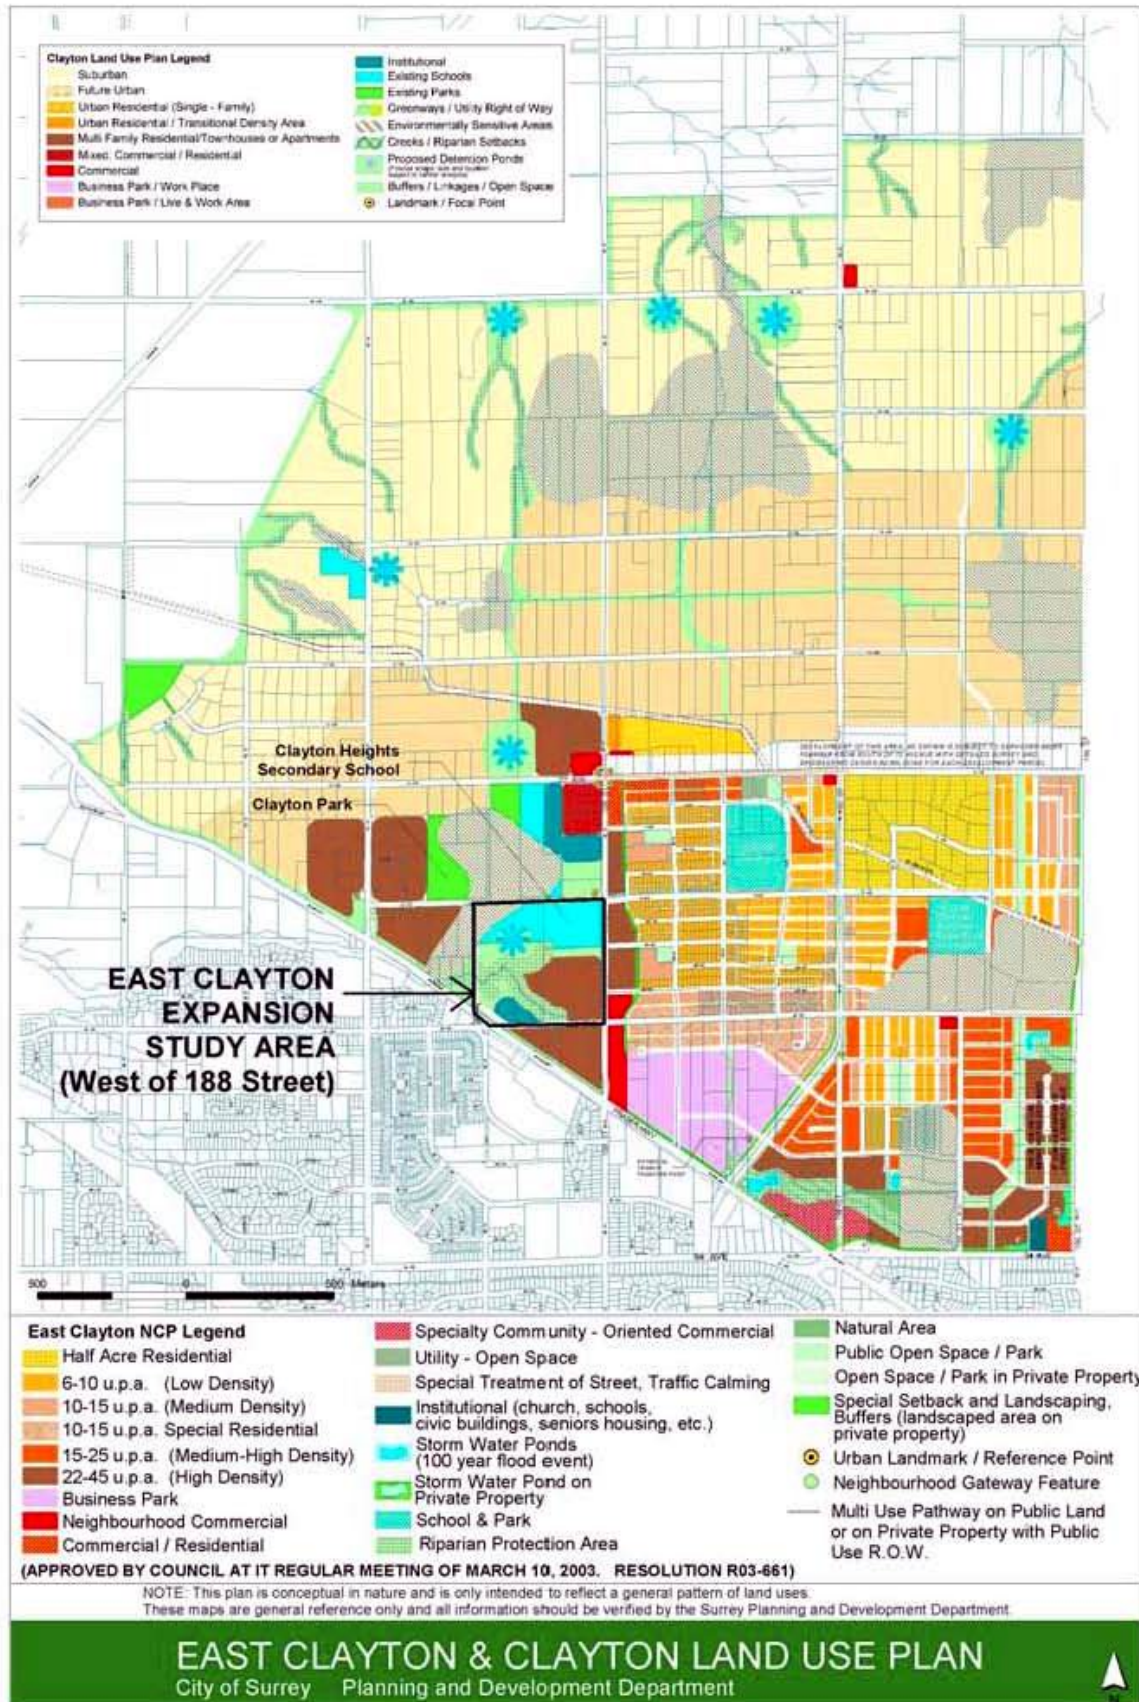 Clayton Land Use Plan Legend
Suburban
Future Urban
Urban Residential (Single - Family)
Urban Residential / Transitional Density Area
Multi Family Residential/Townhouses or Apartments
Mixed Commercial / Residential
Commercial
Business Park / Work Place
Business Park / Live & Work Area
Institutional
Existing Schools
Existing Parks
Greenways / Utility Right of Way
Environmentally Sensitive Areas
Creeks / Riparian Setbacks
Proposed Detention Ponds
Buffers / Linkages / Open Space
Landmark / Focal Point
Clayton Heights
Secondary School
Clayton Park
EAST CLAYTON
EXPANSION
STUDY AREA
(West of 188 Street)
500 0 500 Meters
East Clayton NCP Legend
Half Acre Residential
6-10 u.p.a. (Low Density)
10-15 u.p.a. (Medium Density)
10-15 u.p.a. Special Residential
15-25 u.p.a. (Medium-High Density)
22-45 u.p.a. (High Density)
Business Park
Neighbourhood Commercial
Commercial / Residential
Specialty Community - Oriented Commercial
Utility - Open Space
Special Treatment of Street, Traffic Calming
Institutional (church, schools,
civic buildings, seniors housing, etc.)
Storm Water Ponds
(100 year flood event)
Storm Water Pond on
Private Property
School & Park
Riparian Protection Area
Natural Area
Public Open Space / Park
Open Space / Park in Private Property
Special Setback and Landscaping,
Buffers (landscaped area on
private property)
Urban Landmark / Reference Point
Neighbourhood Gateway Feature
Multi Use Pathway on Public Land
or on Private Property with Public
Use R.O.W.
(APPROVED BY COUNCIL AT IT REGULAR MEETING OF MARCH 10, 2003. RESOLUTION R03-661)
NOTE: This plan is conceptual in nature and is only intended to reflect a general pattern of land uses.
These maps are general reference only and all information should be verified by the Surrey Planning and Development Department
EAST CLAYTON & CLAYTON LAND USE PLAN
City of Surrey Planning and Development Department
N